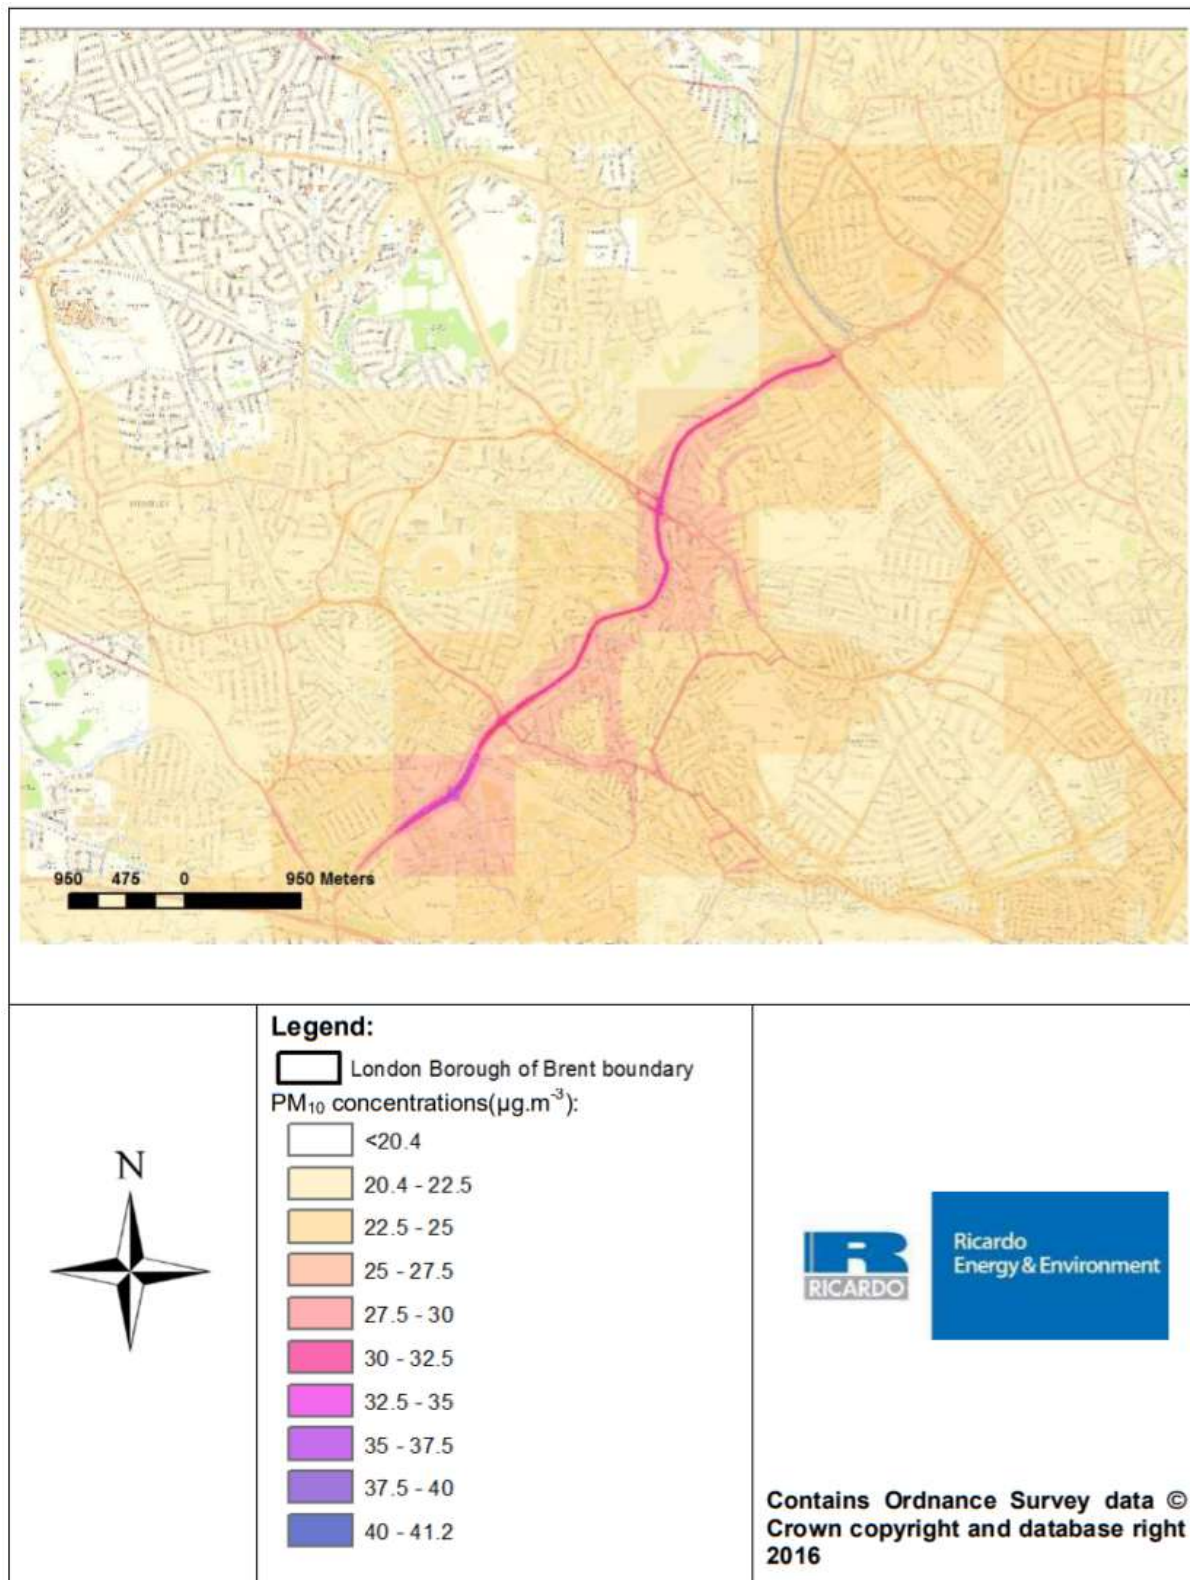 950 475 0 950 Meters
Legend:
London Borough of Brent boundary
PM₁₀ concentrations(µg.m⁻³):
<20.4
20.4 - 22.5
22.5 - 25
25 - 27.5
27.5 - 30
30 - 32.5
32.5 - 35
35 - 37.5
37.5 - 40
40 - 41.2
N
R
RICARDO
Ricardo
Energy & Environment
Contains Ordnance Survey data ©
Crown copyright and database right
2016